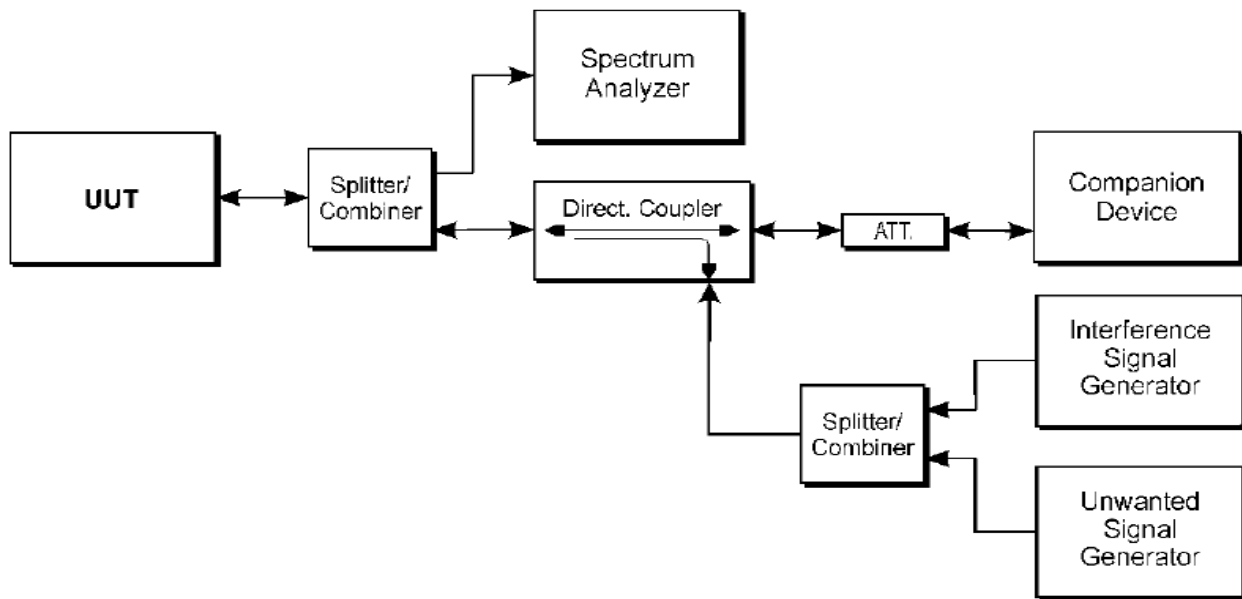 Spectrum
Analyzer
UUT
Splitter/
Combiner
Direct. Coupler
ATT.
Companion
Device
Interference
Signal
Generator
Splitter/
Combiner
Unwanted
Signal
Generator